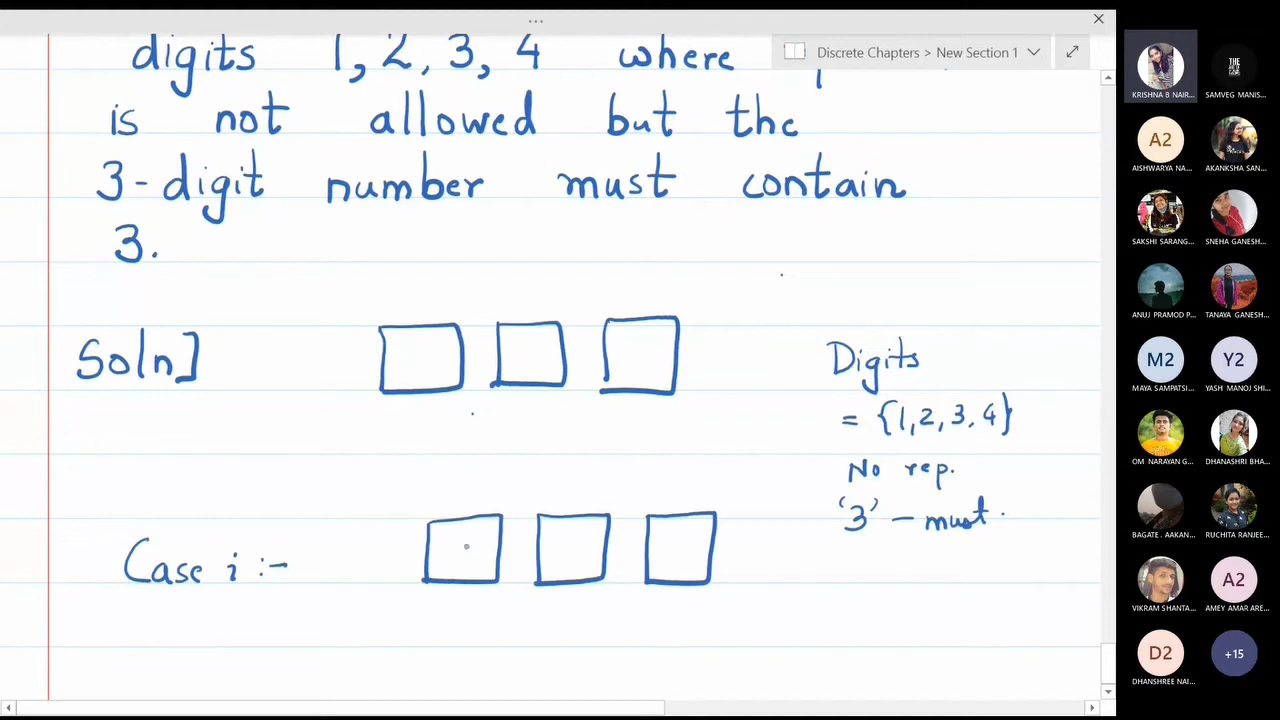 Discrete Chapters > New Section 1
digits 1, 2, 3, 4 where
is not allowed but the
3-digit number must contain
3.
Soln]
Digits
= {1,2,3,4}
No rep.
'3' - must.
Case i :-
KRISHNA B NAIR...
SAMVEG MANIS...
A2
AISHWARYA NA...
AKANKSHA SAN...
SAKSHI SARANG...
SNEHA GANESH...
ANUJ PRAMOD P...
TANAYA GANESH...
M2
MAYA SAMPATSI...
Y2
YASH MANOJ SHI...
OM NARAYAN G...
DHANASHRI BHA...
BAGATE . AAKAN...
RUCHITA RANJEE...
VIKRAM SHANTA...
A2
AMEY AMAR ARE...
D2
DHANSHREE NAI...
+15